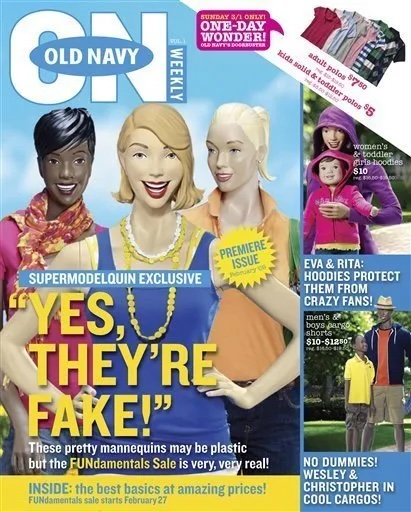 ON
OLD NAVY
VOL. 1
WEEKLY
SUNDAY 3/1 ONLY!
ONE-DAY
WONDER!
OLD NAVY'S DOORBUSTER
adult polos $7.50
kids solid & toddler polos $5
women's
& toddler
girls hoodies
$10
PREMIERE
ISSUE
February '09
EVA & RITA:
HOODIES PROTECT
THEM FROM
CRAZY FANS!
SUPERMODELQUIN EXCLUSIVE
"YES,
THEY'RE
FAKE!"
These pretty mannequins may be plastic
but the FUNdamentals Sale is very, very real!
men's &
boys cargo
shorts
$10-$12.50
NO DUMMIES!
WESLEY &
CHRISTOPHER IN
COOL CARGOS!
INSIDE: the best basics at amazing prices!
FUNdamentals sale starts February 27